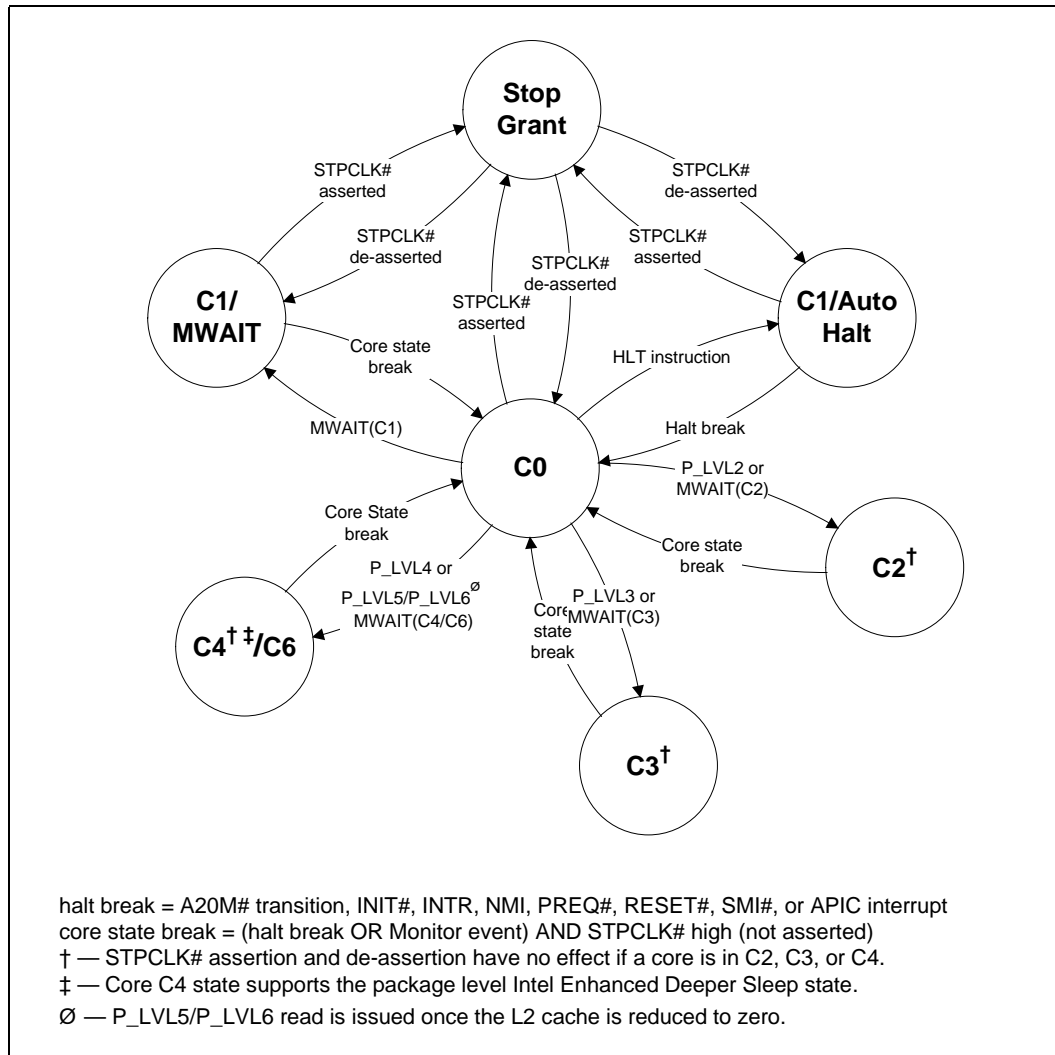 Stop
Grant
STPCLK#
asserted
STPCLK#
de-asserted
STPCLK#
de-asserted
STPCLK#
asserted
STPCLK#
de-asserted
STPCLK#
asserted
C1/
MWAIT
C1/Auto
Halt
Core state
break
HLT instruction
MWAIT(C1)
Halt break
C0
P_LVL2 or
MWAIT(C2)
Core State
break
Core state
break
C2†
P_LVL4 or
P_LVL5/P_LVL6Ø
MWAIT(C4/C6)
P_LVL3 or
MWAIT(C3)
Core
state
break
C4† ‡/C6
C3†
halt break = A20M# transition, INIT#, INTR, NMI, PREQ#, RESET#, SMI#, or APIC interrupt
core state break = (halt break OR Monitor event) AND STPCLK# high (not asserted)
† — STPCLK# assertion and de-assertion have no effect if a core is in C2, C3, or C4.
‡ — Core C4 state supports the package level Intel Enhanced Deeper Sleep state.
Ø — P_LVL5/P_LVL6 read is issued once the L2 cache is reduced to zero.